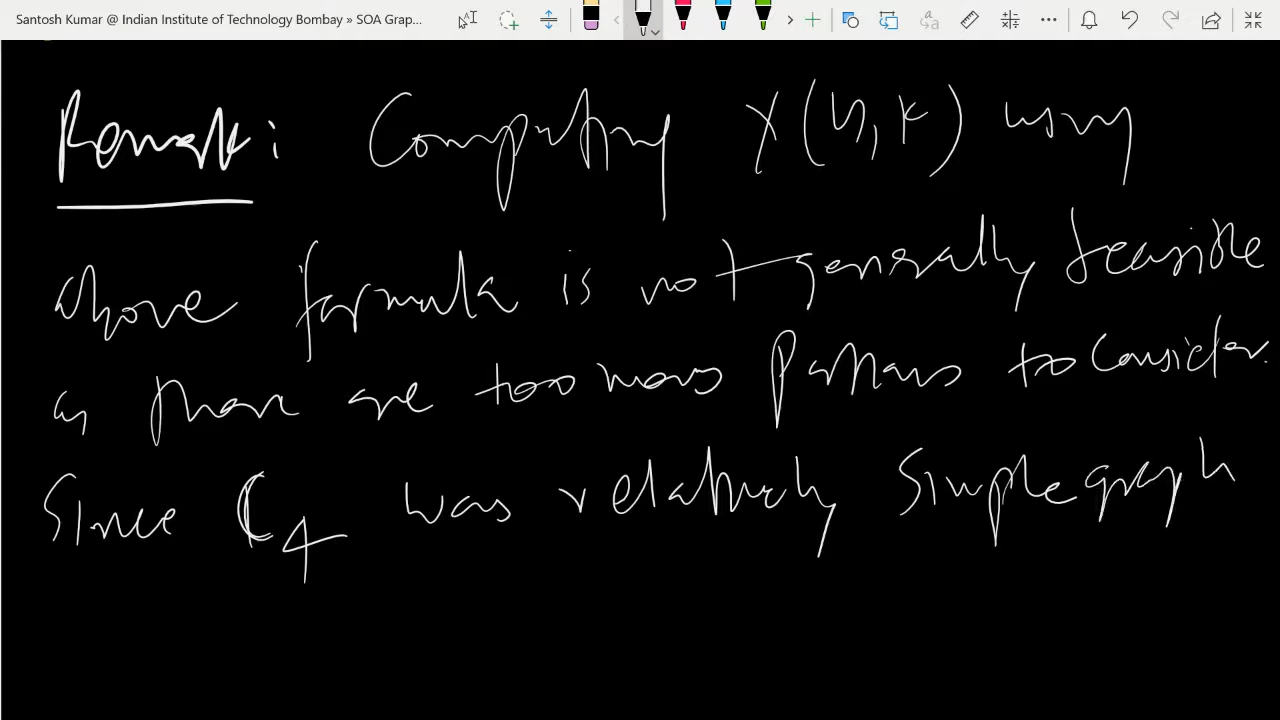 Santosh Kumar @ Indian Institute of Technology Bombay » SOA Grap...
Remark: Computing χ(G, k) using
above formula is not generally feasible
as there are too many patterns to consider.
Since C₄ was relatively simple graph